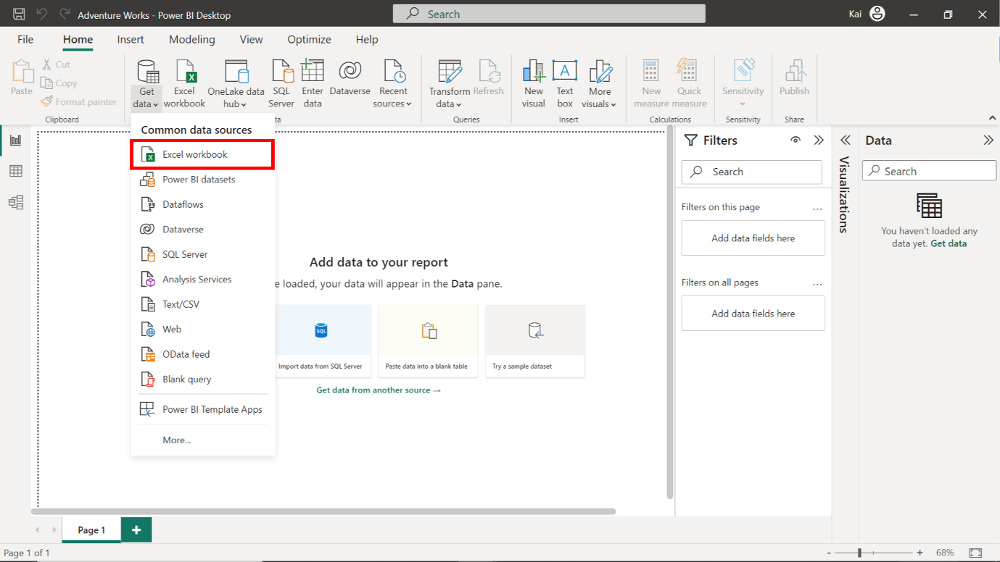 Adventure Works - Power BI Desktop
Search
Kai
File Home Insert Modeling View Optimize Help
Paste
Cut
Copy
Format painter
Clipboard
Get data
Excel workbook
OneLake data hub
SQL Server
Enter data
Dataverse
Recent sources
Transform data
Refresh
Queries
New visual
Text box
More visuals
Insert
New measure
Quick measure
Calculations
Sensitivity
Sensitivity
Publish
Share
ta
Common data sources
Excel workbook
Power BI datasets
Dataflows
Dataverse
SQL Server
Analysis Services
Text/CSV
Web
OData feed
Blank query
Power BI Template Apps
More...
Add data to your report
e loaded, your data will appear in the Data pane.
SQL
Import data from SQL Server
Paste data into a blank table
Try a sample dataset
Get data from another source →
Filters
Search
Filters on this page ...
Add data fields here
Filters on all pages ...
Add data fields here
Visualizations
Data
Search
You haven't loaded any
data yet. Get data
Page 1
+
Page 1 of 1
- + 68%